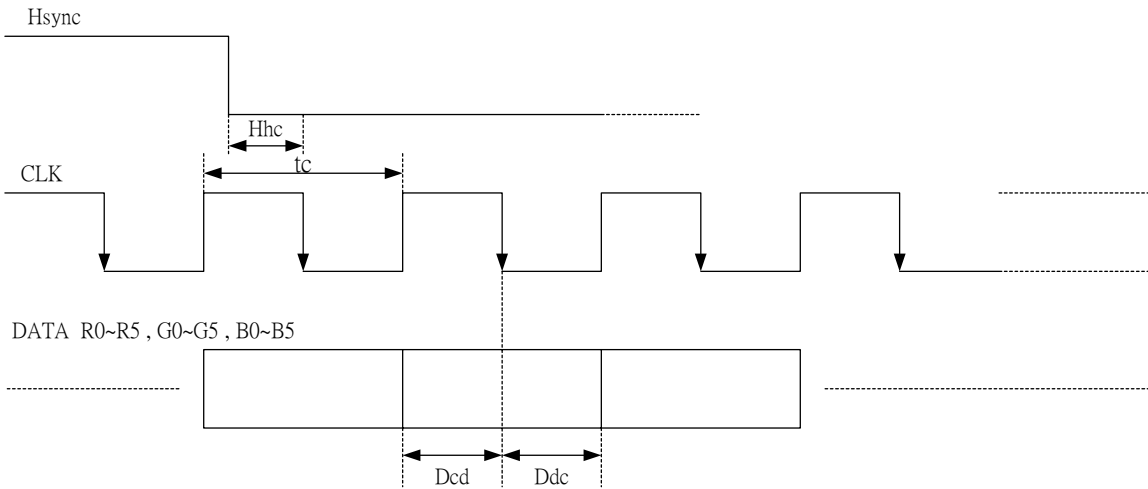 Hsync
Hhc
tc
CLK
DATA R0~R5 , G0~G5 , B0~B5
Dcd
Ddc